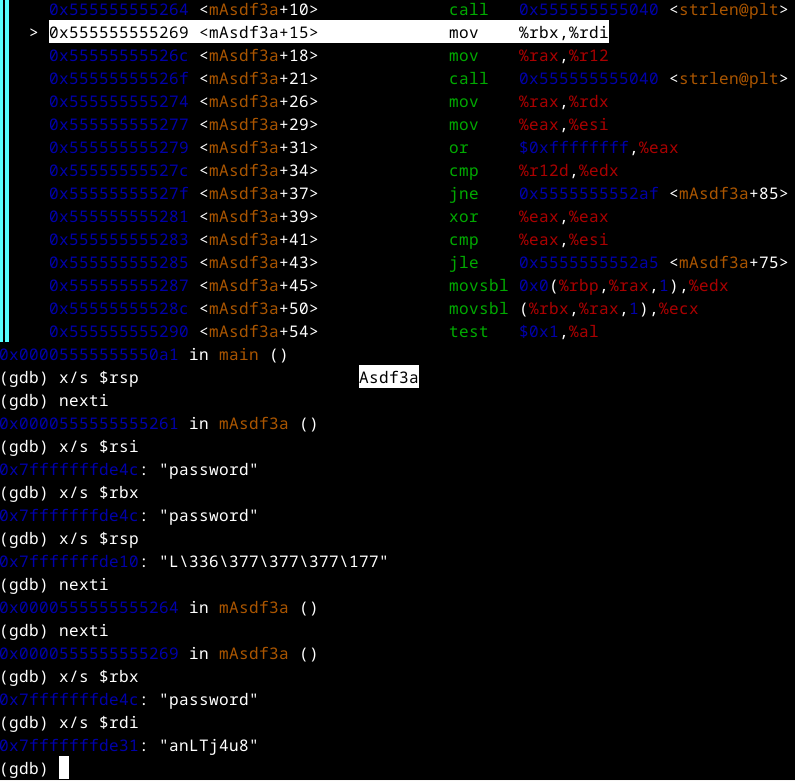 0x555555555264 <mAsdf3a+10> call 0x555555555040 <strlen@plt>
> 0x555555555269 <mAsdf3a+15> mov %rbx,%rdi
0x55555555526c <mAsdf3a+18> mov %rax,%r12
0x55555555526f <mAsdf3a+21> call 0x555555555040 <strlen@plt>
0x555555555274 <mAsdf3a+26> mov %rax,%rdx
0x555555555277 <mAsdf3a+29> mov %eax,%esi
0x555555555279 <mAsdf3a+31> or $0xffffffff,%eax
0x55555555527c <mAsdf3a+34> cmp %r12d,%edx
0x55555555527f <mAsdf3a+37> jne 0x5555555552af <mAsdf3a+85>
0x555555555281 <mAsdf3a+39> xor %eax,%eax
0x555555555283 <mAsdf3a+41> cmp %eax,%esi
0x555555555285 <mAsdf3a+43> jle 0x5555555552a5 <mAsdf3a+75>
0x555555555287 <mAsdf3a+45> movsbl 0x0(%rbp,%rax,1),%edx
0x55555555528c <mAsdf3a+50> movsbl (%rbx,%rax,1),%ecx
0x555555555290 <mAsdf3a+54> test $0x1,%al
0x00005555555550a1 in main ()
(gdb) x/s $rsp Asdf3a
(gdb) nexti
0x0000555555555261 in mAsdf3a ()
(gdb) x/s $rsi
0x7fffffffde4c: "password"
(gdb) x/s $rbx
0x7fffffffde4c: "password"
(gdb) x/s $rsp
0x7fffffffde10: "L\336\377\377\377\177"
(gdb) nexti
0x0000555555555264 in mAsdf3a ()
(gdb) nexti
0x0000555555555269 in mAsdf3a ()
(gdb) x/s $rbx
0x7fffffffde4c: "password"
(gdb) x/s $rdi
0x7fffffffde31: "anLTj4u8"
(gdb)